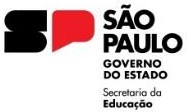 SÃO
PAULO
GOVERNO
DO ESTADO
Secretaria da
Educação